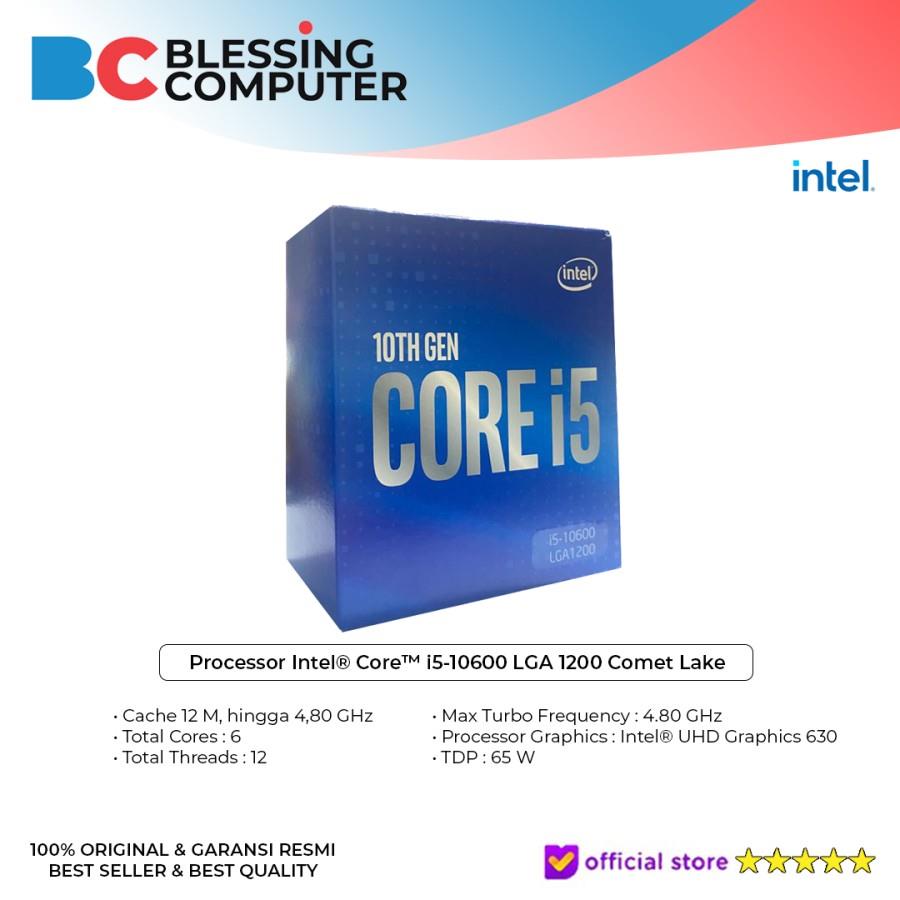 BC BLESSING
COMPUTER
intel.
intel
10TH GEN
CORE i5
i5-10600
LGA1200
Processor Intel® Core™ i5-10600 LGA 1200 Comet Lake
• Cache 12 M, hingga 4,80 GHz
• Total Cores : 6
• Total Threads : 12
• Max Turbo Frequency : 4.80 GHz
• Processor Graphics : Intel® UHD Graphics 630
• TDP : 65 W
100% ORIGINAL & GARANSI RESMI
BEST SELLER & BEST QUALITY
official store